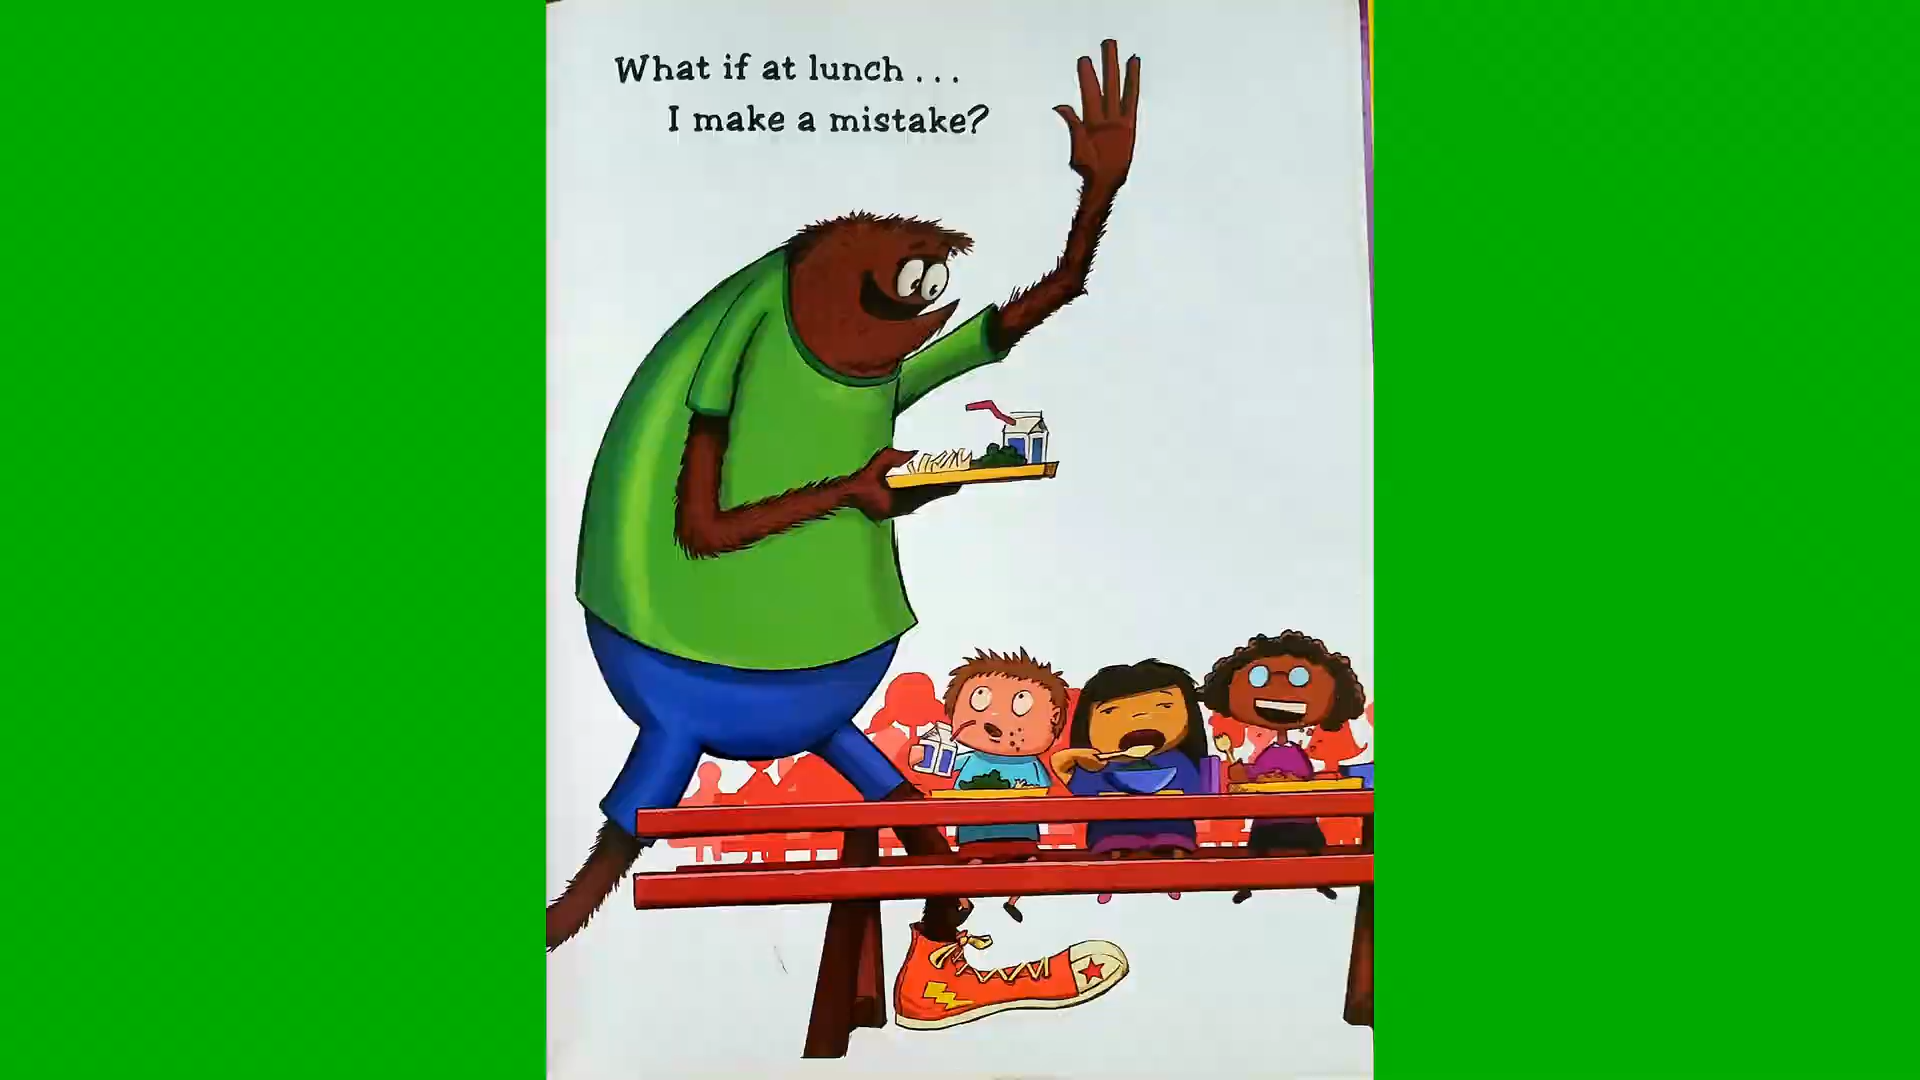 What if at lunch . . .
I make a mistake?